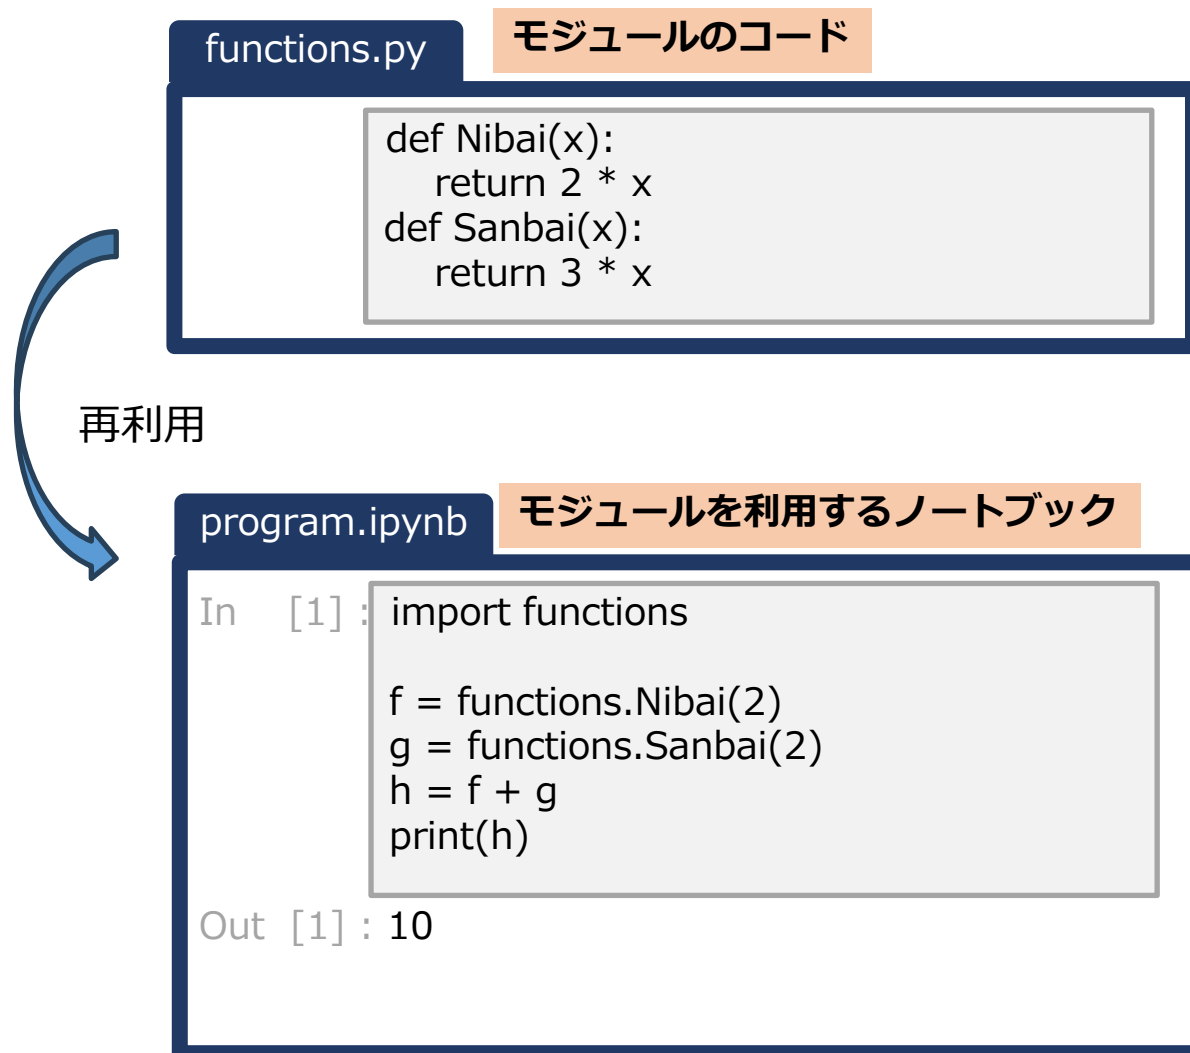 functions.py
モジュールのコード
def Nibai(x):
return 2 * x
def Sanbai(x):
return 3 * x
再利用
program.ipynb
モジュールを利用するノートブック
In [1] : import functions
f = functions.Nibai(2)
g = functions.Sanbai(2)
h = f + g
print(h)
Out [1] : 10